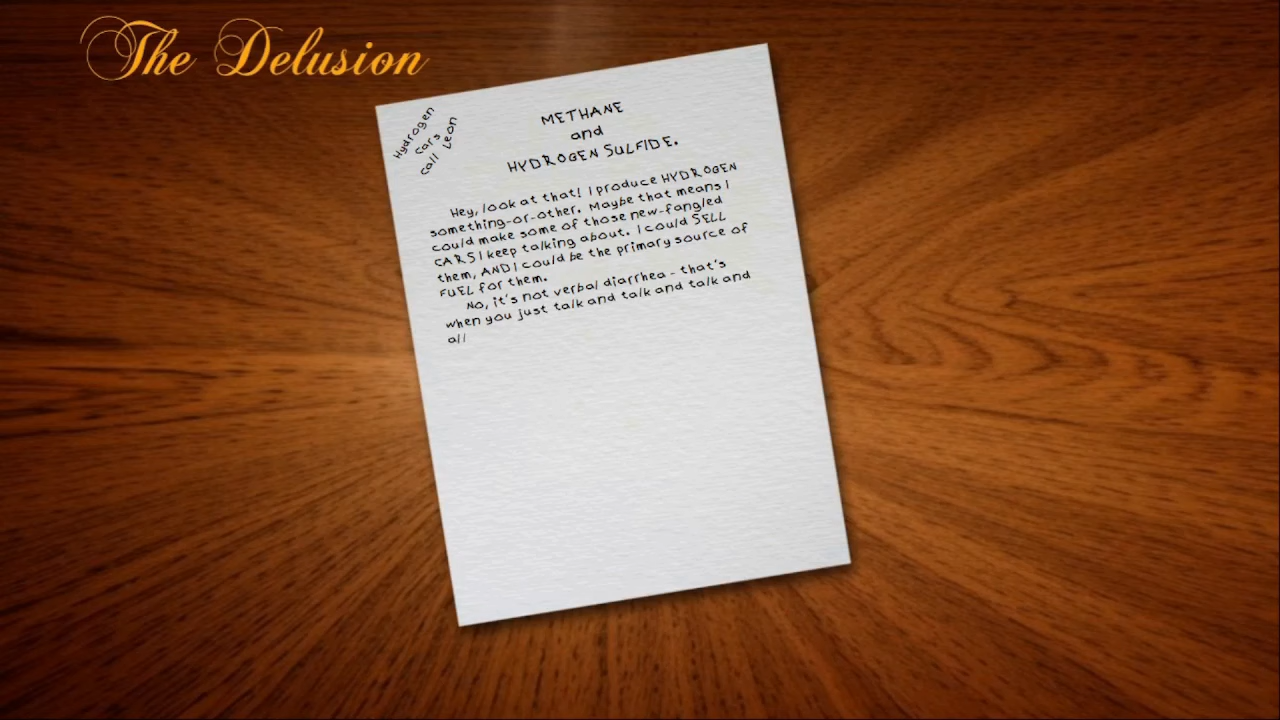 The Delusion
Hydrogen
Cars
call Leon
METHANE
and
HYDROGEN SULFIDE.
Hey, look at that! I produce HYDROGEN
something-or-other. Maybe that means I
could make some of those new-fangled
CARS I keep talking about. I could SELL
them, AND I could be the primary source of
FUEL for them.
No, it's not verbal diarrhea - that's
when you just talk and talk and talk and
all